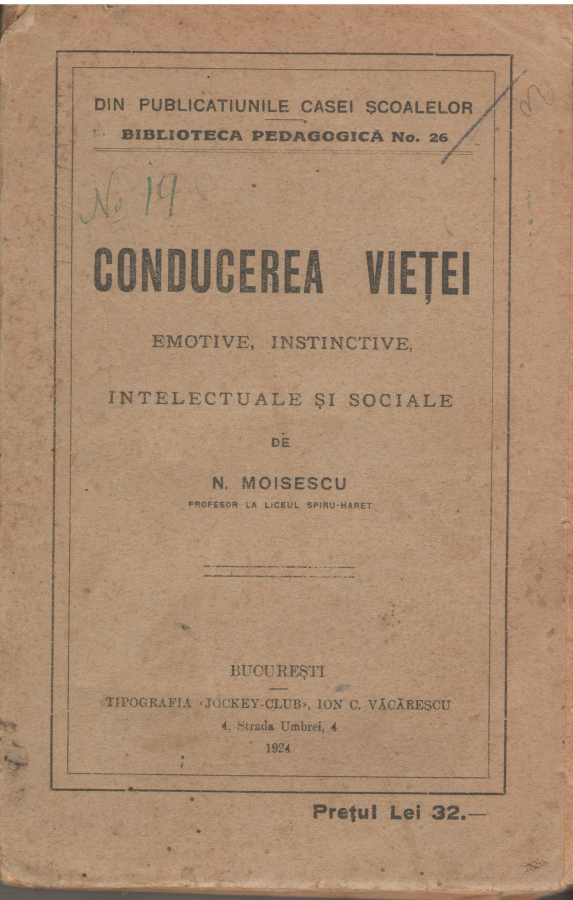 DIN PUBLICATIUNILE CASEI ȘCOALELOR
BIBLIOTECA PEDAGOGICĂ No. 26
No 19
CONDUCEREA VIEȚEI
EMOTIVE, INSTINCTIVE,
INTELECTUALE ȘI SOCIALE
DE
N. MOISESCU
PROFESOR LA LICEUL SPIRU-HARET
BUCUREȘTI
TIPOGRAFIA «JOCKEY-CLUB», ION C. VĂCĂRESCU
4, Strada Umbrei, 4
1924
Prețul Lei 32.—